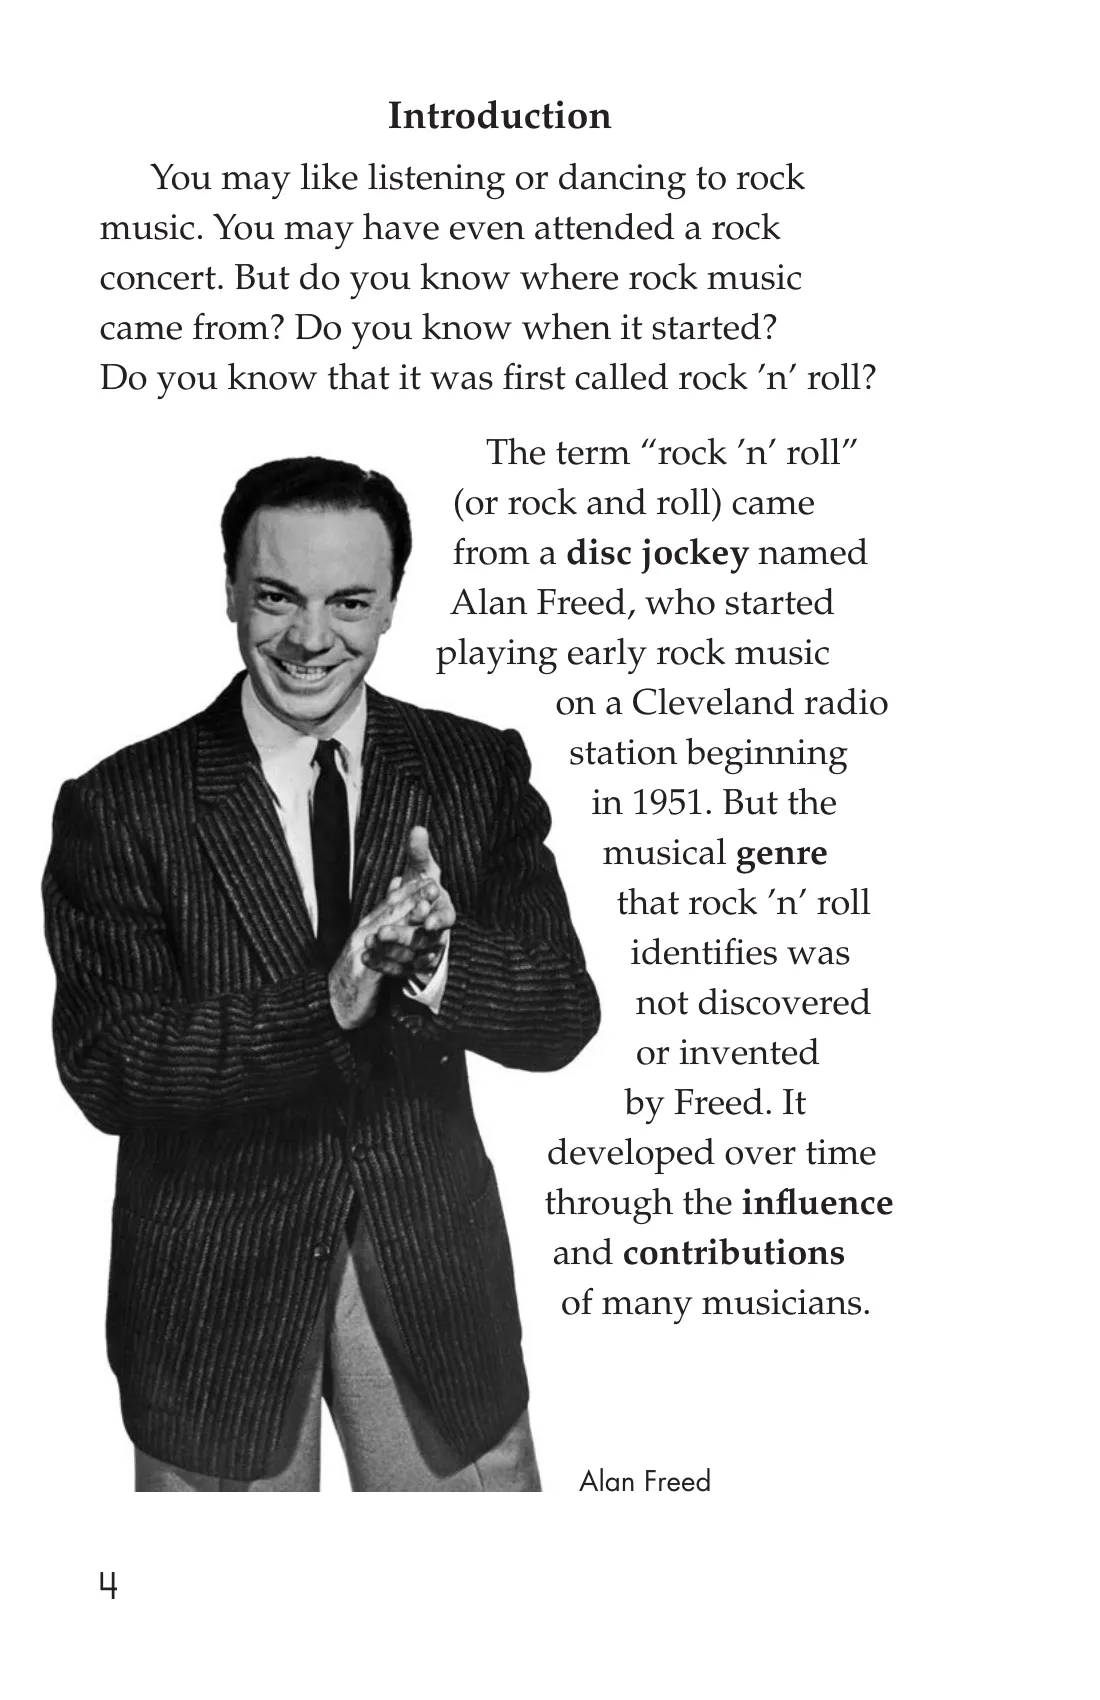 Introduction
You may like listening or dancing to rock
music. You may have even attended a rock
concert. But do you know where rock music
came from? Do you know when it started?
Do you know that it was first called rock ’n’ roll?
The term “rock ’n’ roll”
(or rock and roll) came
from a disc jockey named
Alan Freed, who started
playing early rock music
on a Cleveland radio
station beginning
in 1951. But the
musical genre
that rock ’n’ roll
identifies was
not discovered
or invented
by Freed. It
developed over time
through the influence
and contributions
of many musicians.
Alan Freed
4